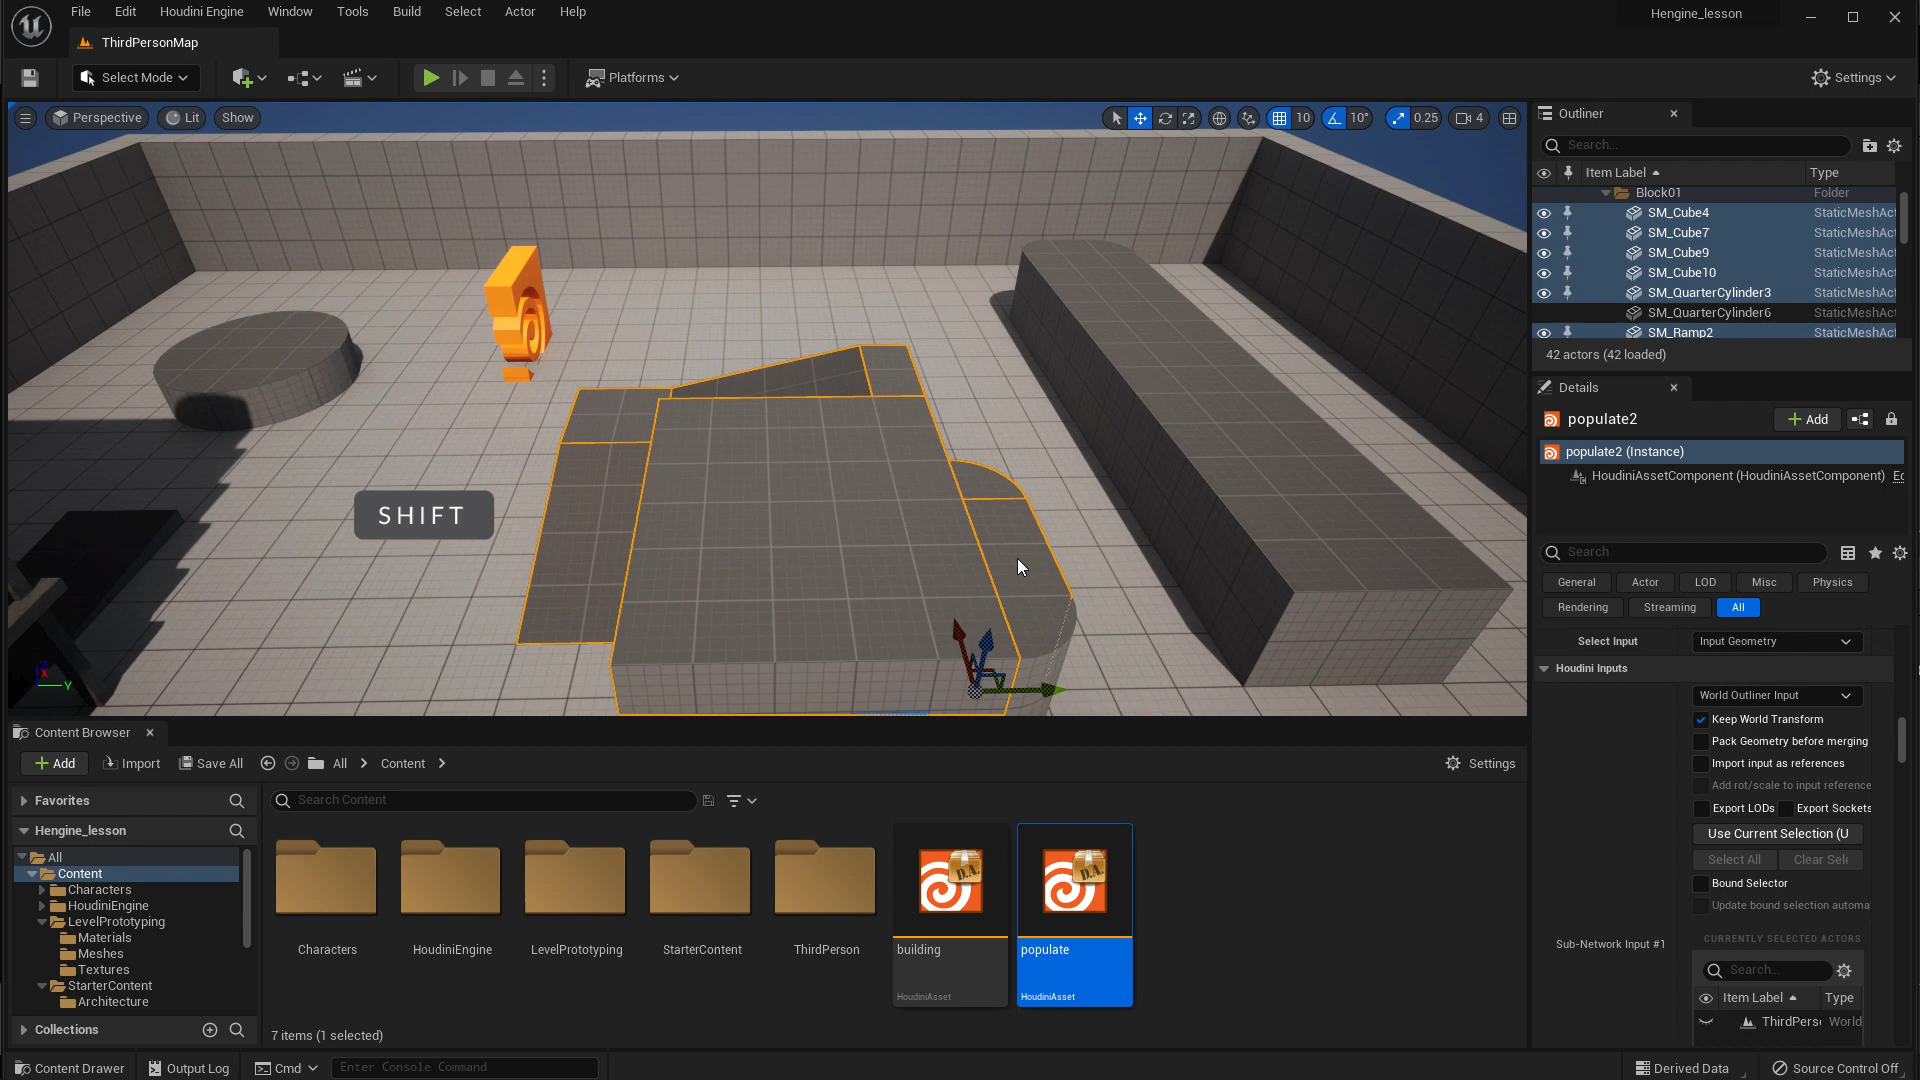 File Edit Houdini Engine Window Tools Build Select Actor Help
Hengine_lesson
ThirdPersonMap
Select Mode
Platforms
Settings
Perspective Lit Show
10 10° 0.25 4
Outliner
Search...
Item Label Type
Block01 Folder
SM_Cube4 StaticMeshAct
SM_Cube7 StaticMeshAct
SM_Cube9 StaticMeshAct
SM_Cube10 StaticMeshAct
SM_QuarterCylinder3 StaticMeshAct
SM_QuarterCylinder6 StaticMeshAct
SM_Ramp2 StaticMeshAct
42 actors (42 loaded)
SHIFT
Z
X
Y
Details
populate2
Add
populate2 (Instance)
HoudiniAssetComponent (HoudiniAssetComponent) Ec
Search
General Actor LOD Misc Physics
Rendering Streaming All
Select Input Input Geometry
Houdini Inputs
World Outliner Input
Keep World Transform
Pack Geometry before merging
Import input as references
Add rot/scale to input reference
Export LODs Export Sockets
Use Current Selection (U
Select All Clear Sel
Bound Selector
Update bound selection automa
CURRENTLY SELECTED ACTORS
Sub-Network Input #1
Search...
Item Label Type
ThirdPers World
Content Browser
Add Import Save All All Content
Settings
Favorites
Search Content
Hengine_lesson
All
Content
Characters
HoudiniEngine
LevelPrototyping
Materials
Meshes
Textures
StarterContent
Architecture
Collections
D.A.
D.A.
Characters HoudiniEngine LevelPrototyping StarterContent ThirdPerson building populate
HoudiniAsset HoudiniAsset
7 items (1 selected)
Content Drawer Output Log Cmd Enter Console Command
Derived Data Source Control Off